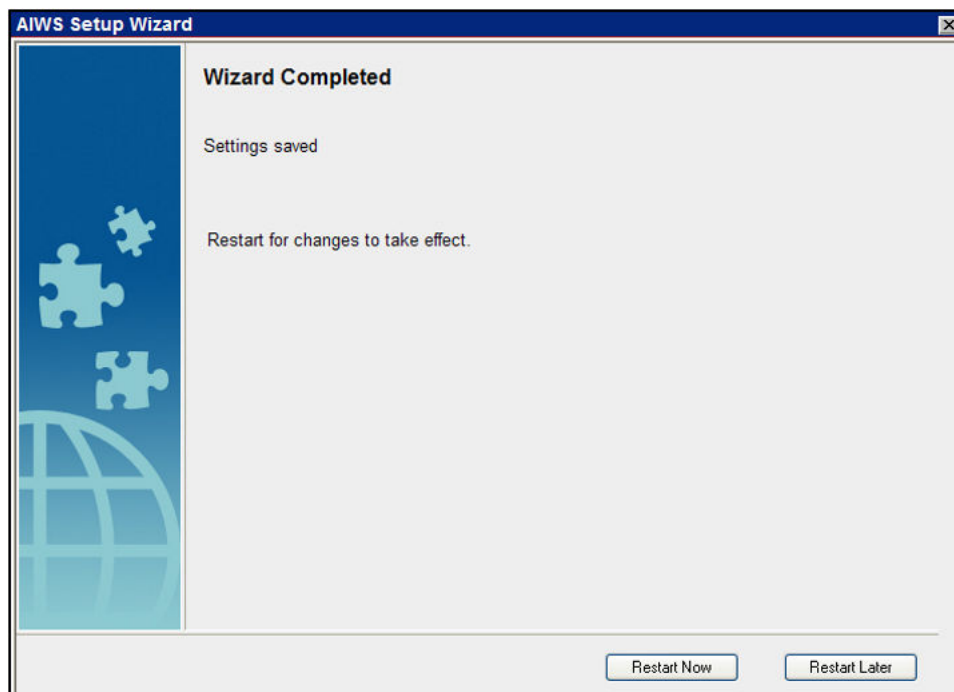 AIWS Setup Wizard
Wizard Completed
Settings saved
Restart for changes to take effect.
Restart Now
Restart Later